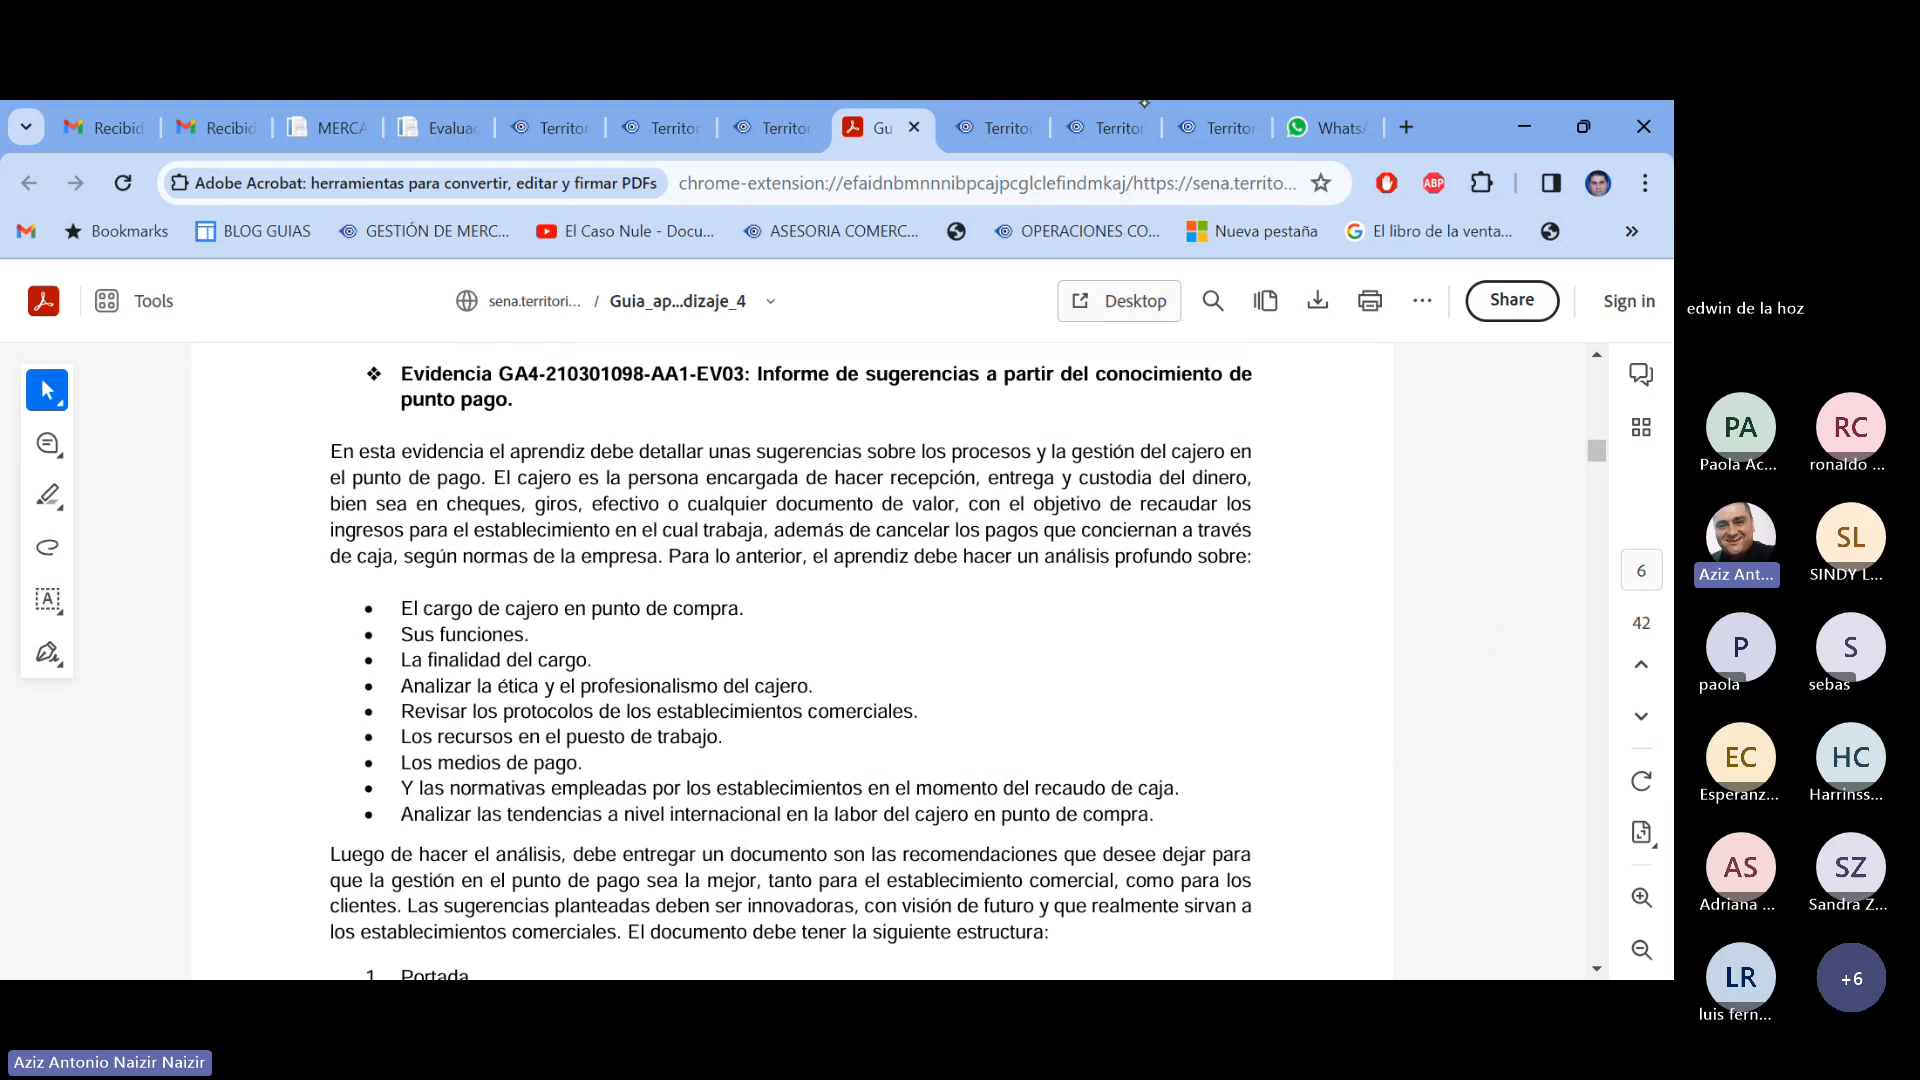 Recibid
Recibid
MERCA
Evaluac
Territor
Territor
Territor
Gu
Territor
Territor
Territor
Whats
Adobe Acrobat: herramientas para convertir, editar y firmar PDFs
chrome-extension://efaidnbmnnnibpcajpcglclefindmkaj/https://sena.territo...
ABP
Bookmarks
BLOG GUIAS
GESTIÓN DE MERC...
El Caso Nule - Docu...
ASESORIA COMERC...
OPERACIONES CO...
Nueva pestaña
El libro de la venta...
Tools
sena.territori... / Guia_ap...dizaje_4
Desktop
Share
Sign in
❖ Evidencia GA4-210301098-AA1-EV03: Informe de sugerencias a partir del conocimiento de
punto pago.
En esta evidencia el aprendiz debe detallar unas sugerencias sobre los procesos y la gestión del cajero en
el punto de pago. El cajero es la persona encargada de hacer recepción, entrega y custodia del dinero,
bien sea en cheques, giros, efectivo o cualquier documento de valor, con el objetivo de recaudar los
ingresos para el establecimiento en el cual trabaja, además de cancelar los pagos que conciernan a través
de caja, según normas de la empresa. Para lo anterior, el aprendiz debe hacer un análisis profundo sobre:
• El cargo de cajero en punto de compra.
• Sus funciones.
• La finalidad del cargo.
• Analizar la ética y el profesionalismo del cajero.
• Revisar los protocolos de los establecimientos comerciales.
• Los recursos en el puesto de trabajo.
• Los medios de pago.
• Y las normativas empleadas por los establecimientos en el momento del recaudo de caja.
• Analizar las tendencias a nivel internacional en la labor del cajero en punto de compra.
Luego de hacer el análisis, debe entregar un documento son las recomendaciones que desee dejar para
que la gestión en el punto de pago sea la mejor, tanto para el establecimiento comercial, como para los
clientes. Las sugerencias planteadas deben ser innovadoras, con visión de futuro y que realmente sirvan a
los establecimientos comerciales. El documento debe tener la siguiente estructura:
1. Portada
6
42
edwin de la hoz
PA
Paola Ac...
RC
ronaldo ...
Aziz Ant...
SL
SINDY L...
P
paola
S
sebas
EC
Esperanz...
HC
Harrinss...
AS
Adriana ...
SZ
Sandra Z...
LR
luis fern...
+6
Aziz Antonio Naizir Naizir